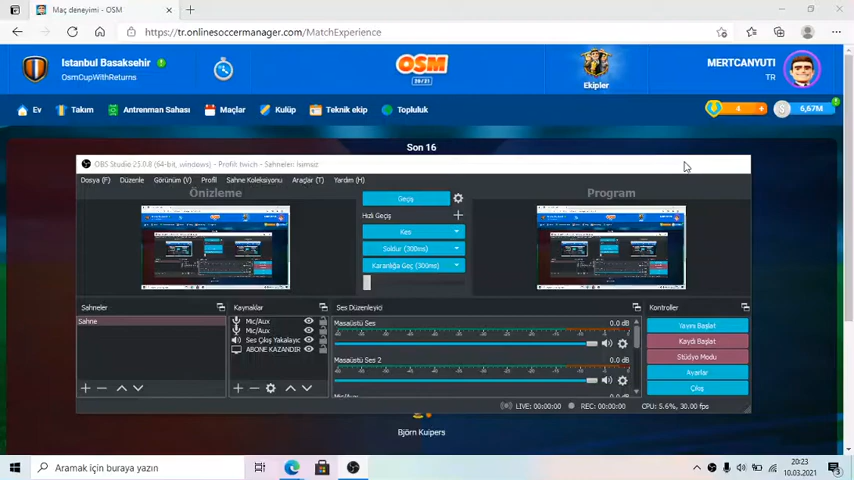 Maç deneyimi - OSM
https://tr.onlinesoccermanager.com/MatchExperience
Istanbul Basaksehir
OsmCupWithReturns
OSM
20/21
Ekipler
MERTCANYUTI
TR
Ev
Takım
Antrenman Sahası
Maçlar
Kulüp
Teknik ekip
Topluluk
4
6,67M
Son 16
OBS Studio 25.0.8 (64-bit, windows) - Profil: twich - Sahneler: isimsiz
Dosya (F)
Düzenle
Görünüm (V)
Profil
Sahne Koleksiyonu
Araçlar (T)
Yardım (H)
Önizleme
Geçiş
Program
Hızlı Geçiş
Kes
Soldur (300ms)
Karanlığa Geç (300ms)
Sahneler
Kaynaklar
Ses Düzenleyici
Kontroller
Sahne
Mic/Aux
Mic/Aux
Ses Çıkış Yakalayıc
ABONE KAZANDIR
Masaüstü Ses
0.0 dB
Masaüstü Ses 2
0.0 dB
Yayını Başlat
Kaydı Başlat
Stüdyo Modu
Ayarlar
Çıkış
LIVE: 00:00:00
REC: 00:00:00
CPU: 5.6%, 30.00 fps
Björn Kuipers
Aramak için buraya yazın
20:23
10.03.2021